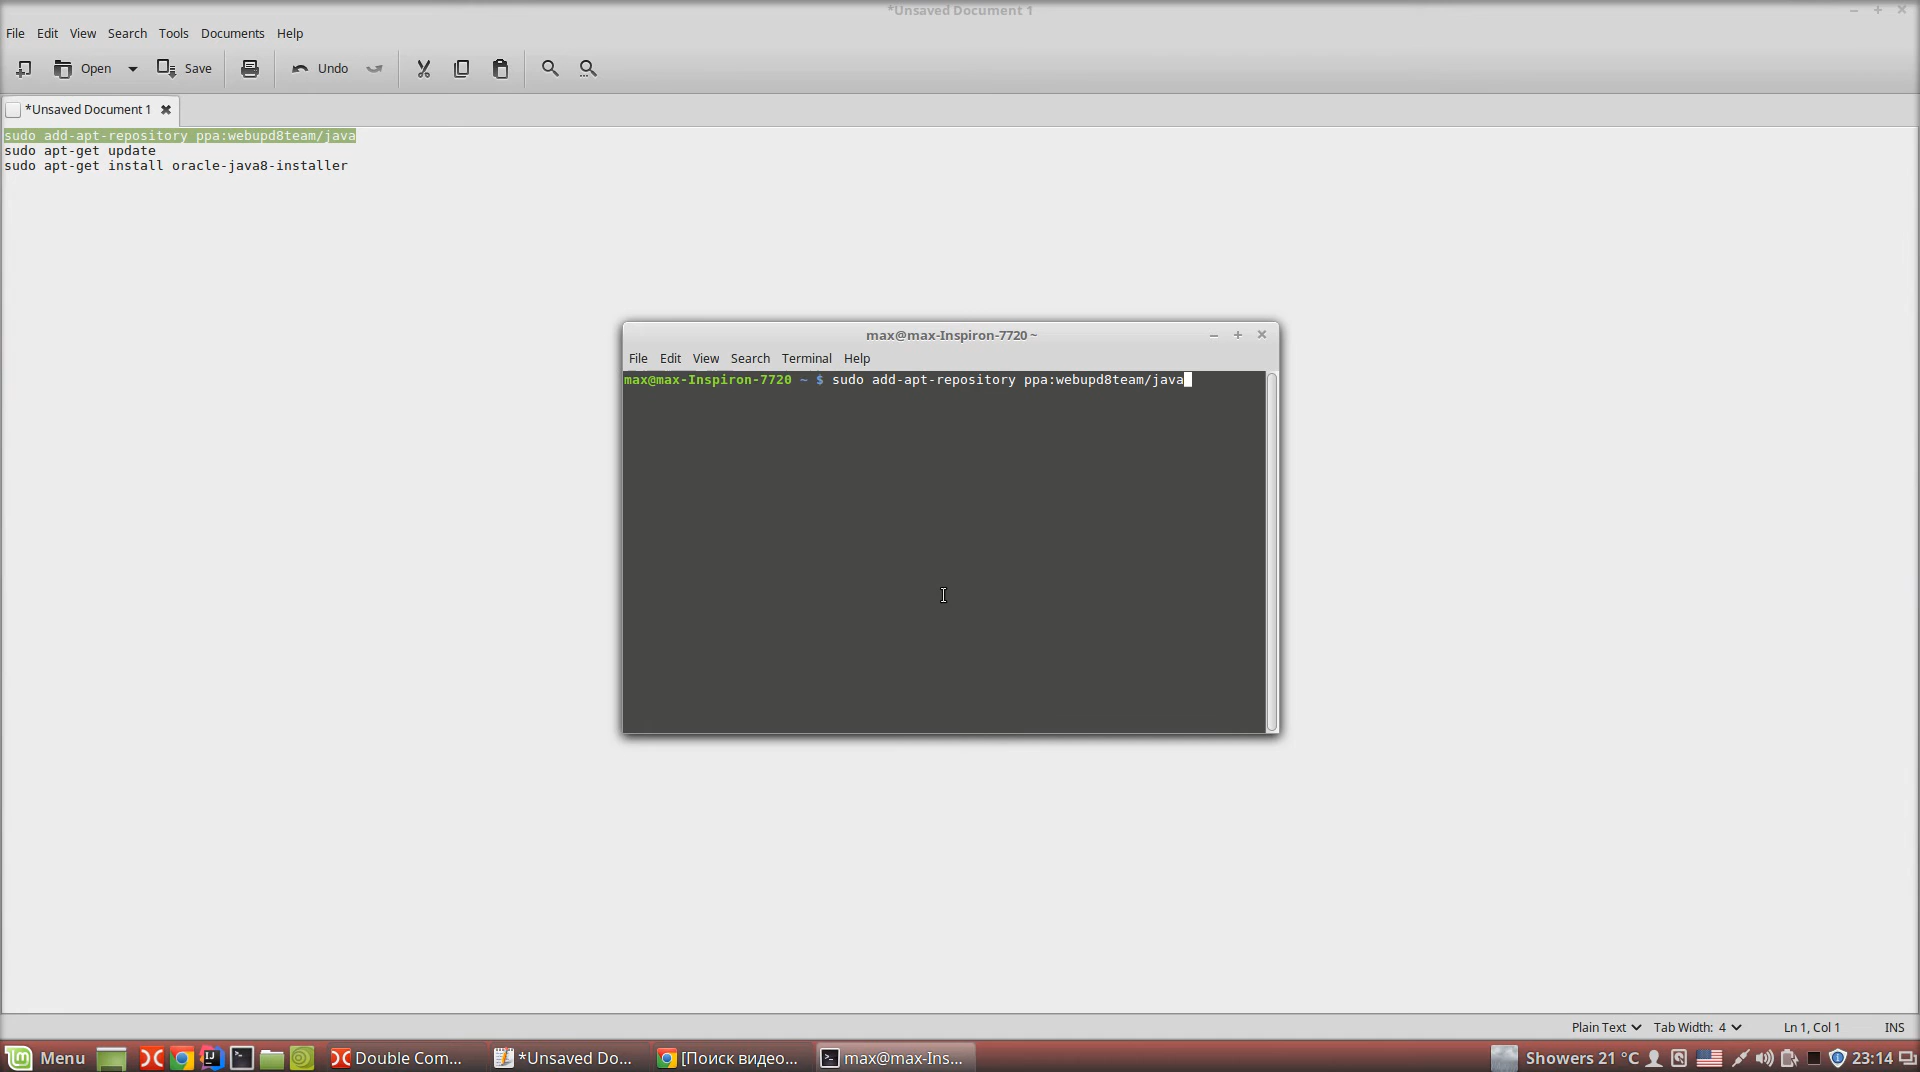 *Unsaved Document 1
File Edit View Search Tools Documents Help
Open Save Undo
*Unsaved Document 1
sudo add-apt-repository ppa:webupd8team/java
sudo apt-get update
sudo apt-get install oracle-java8-installer
max@max-Inspiron-7720 ~
File Edit View Search Terminal Help
max@max-Inspiron-7720 ~ $ sudo add-apt-repository ppa:webupd8team/java
Plain Text Tab Width: 4 Ln 1, Col 1 INS
Menu Double Com... *Unsaved Do... [Поиск видео... max@max-Ins... Showers 21 °C 23:14